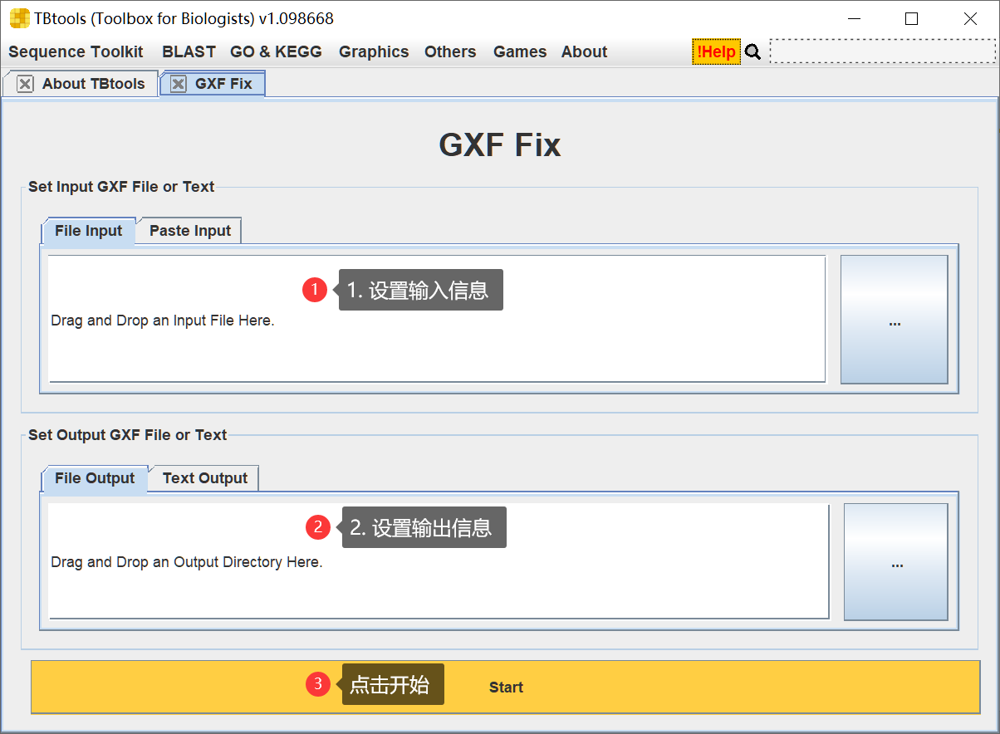 TBtools (Toolbox for Biologists) v1.098668
Sequence Toolkit BLAST GO & KEGG Graphics Others Games About !Help
About TBtools GXF Fix
GXF Fix
Set Input GXF File or Text
File Input Paste Input
1 1. 设置输入信息
Drag and Drop an Input File Here.
...
Set Output GXF File or Text
File Output Text Output
2 2. 设置输出信息
Drag and Drop an Output Directory Here.
...
3 点击开始 Start